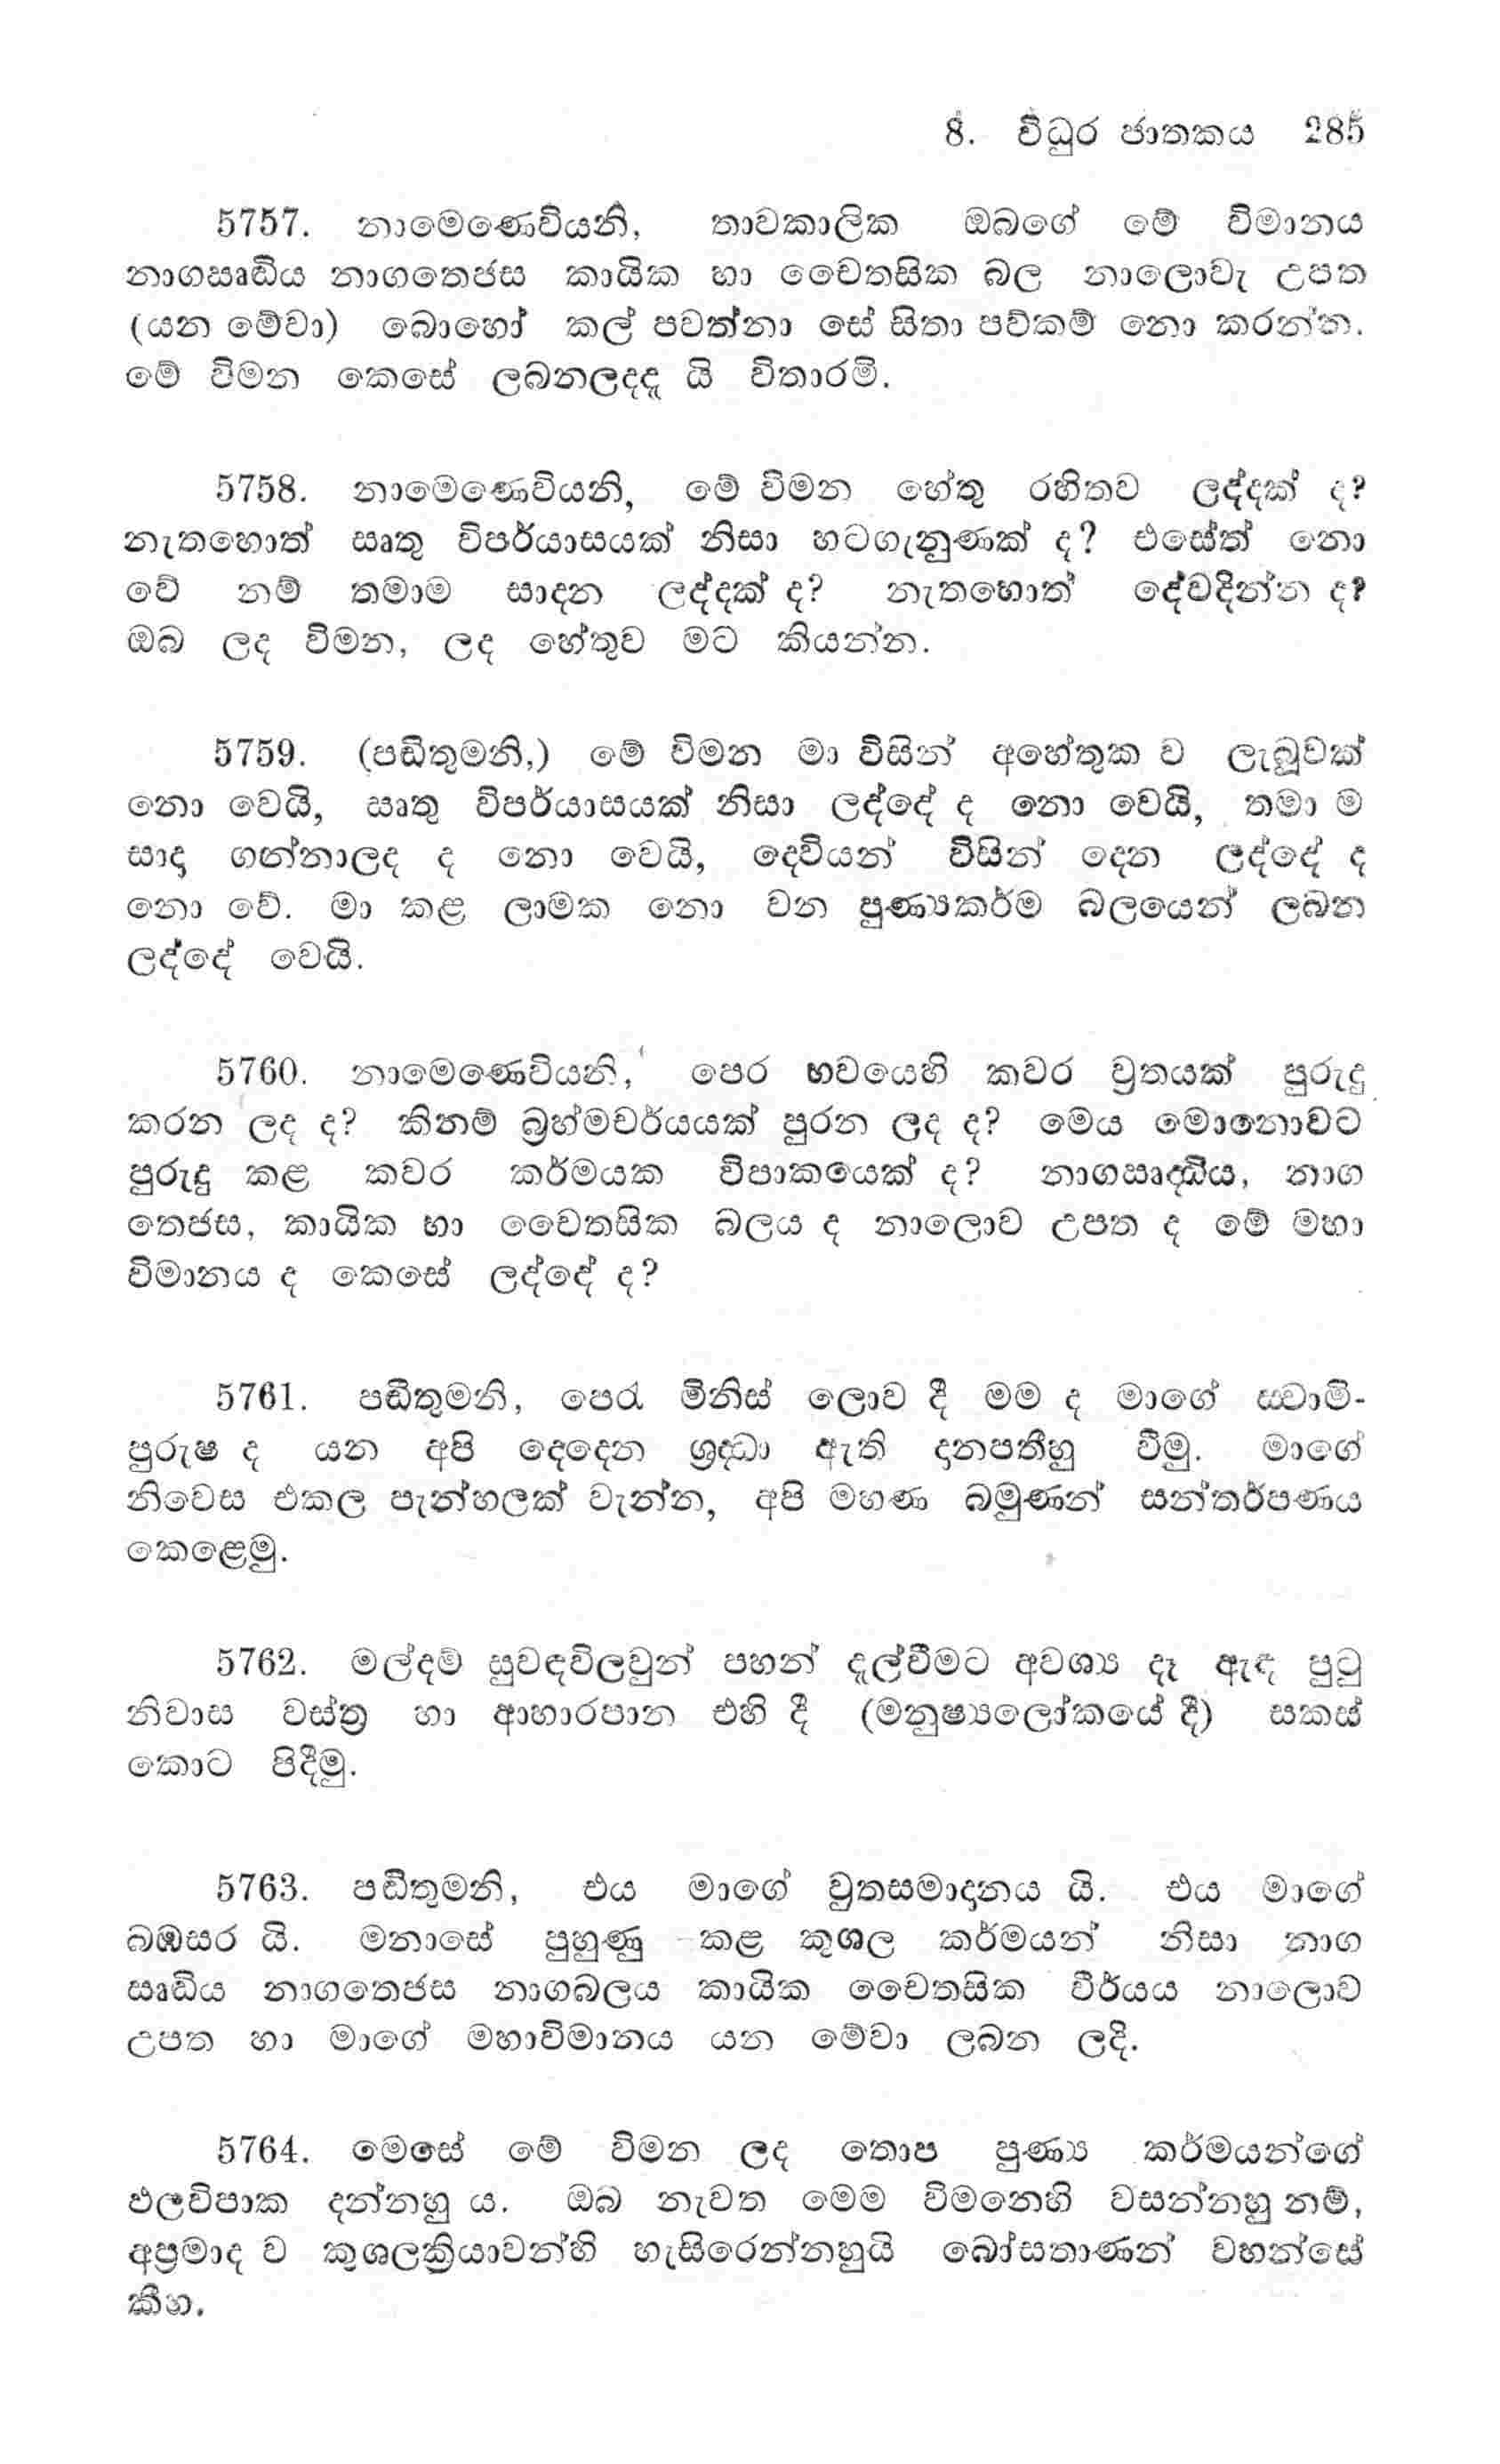 8. විධුර ජාතකය 285
5757. නාමෙණෙවියනි, තාවකාලික ඔබගේ මේ විමානය
නාගඍද්ධිය නාගතෙජස කායික හා චෛතසික බල නාලොවැ උපත
(යන මේවා) බොහෝ කල් පවත්නා සේ සිතා පව්කම් නො කරන්න.
මේ විමන කෙසේ ලබනලදදැ යි විතාරමි.
5758. නාමෙණෙවියනි, මේ විමන හේතු රහිතව ලද්දක් ද?
නැතහොත් ඍතු විපර්යාසයක් නිසා හටගැනුණක් ද? එසේත් නො
වේ නම් තමාම සාදන ලද්දක් ද? නැතහොත් දේවදින්න ද?
ඔබ ලද විමන, ලද හේතුව මට කියන්න.
5759. (පඬිතුමනි,) මේ විමන මා විසින් අහේතුක ව ලැබූවක්
නො වෙයි, ඍතු විපර්යාසයක් නිසා ලද්දේ ද නො වෙයි, තමා ම
සාදා ගන්නාලද ද නො වෙයි, දෙවියන් විසින් දෙන ලද්දේ ද
නො වේ. මා කළ ලාමක නො වන පුණ්‍යකර්ම බලයෙන් ලබන
ලද්දේ වෙයි.
5760. නාමෙණෙවියනි, පෙර භවයෙහි කවර ව්‍රතයක් පුරුදු
කරන ලද ද? කිනම් බ්‍රහ්මචර්යයක් පුරන ලද ද? මෙය මොනොවට
පුරුදු කළ කවර කර්මයක විපාකයෙක් ද? නාගඍද්ධිය, නාග
තෙජස, කායික හා චෛතසික බලය ද නාලොව උපත ද මේ මහා
විමානය ද කෙසේ ලද්දේ ද?
5761. පඬිතුමනි, පෙරැ මිනිස් ලොව දී මම ද මාගේ ස්වාමි-
පුරුෂ ද යන අපි දෙදෙන ශ්‍රද්ධා ඇති දානපතීහු වීමු. මාගේ
නිවෙස එකල පැන්හලක් වැන්න, අපි මහණ බමුණන් සන්තර්පණය
කෙළෙමු.
5762. මල්දම් සුවඳවිලවුන් පහන් දැල්වීමට අවශ්‍ය දෑ ඇඳ පුටු
නිවාස වස්ත්‍ර හා ආහාරපාන එහි දී (මනුෂ්‍යලෝකයේ දී) සකස්
කොට පිදීමු.
5763. පඬිතුමනි, එය මාගේ ව්‍රතසමාදානය යි. එය මාගේ
බඹසර යි. මනාසේ පුහුණු කළ කුශල කර්මයන් නිසා නාග
ඍද්ධිය නාගතෙජස නාගබලය කායික චෛතසික වීර්යය නාලොව
උපත හා මාගේ මහාවිමානය යන මේවා ලබන ලදි.
5764. මෙසේ මේ විමන ලද තොප පුණ්‍ය කර්මයන්ගේ
ඵලවිපාක දන්නහු ය. ඔබ නැවත මෙම විමනෙහි වසන්නහු නම්,
අප්‍රමාද ව කුශලක්‍රියාවන්හි හැසිරෙන්නහුයි බෝසතාණන් වහන්සේ
කීහ.